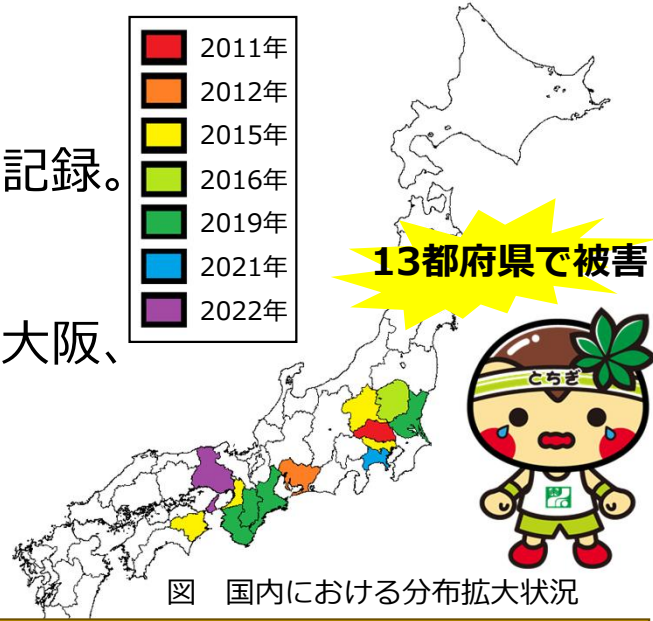 2011年
2012年
2015年
記録。
2016年
2019年
2021年
2022年
大阪、
13都府県で被害
とちぎ
図　国内における分布拡大状況